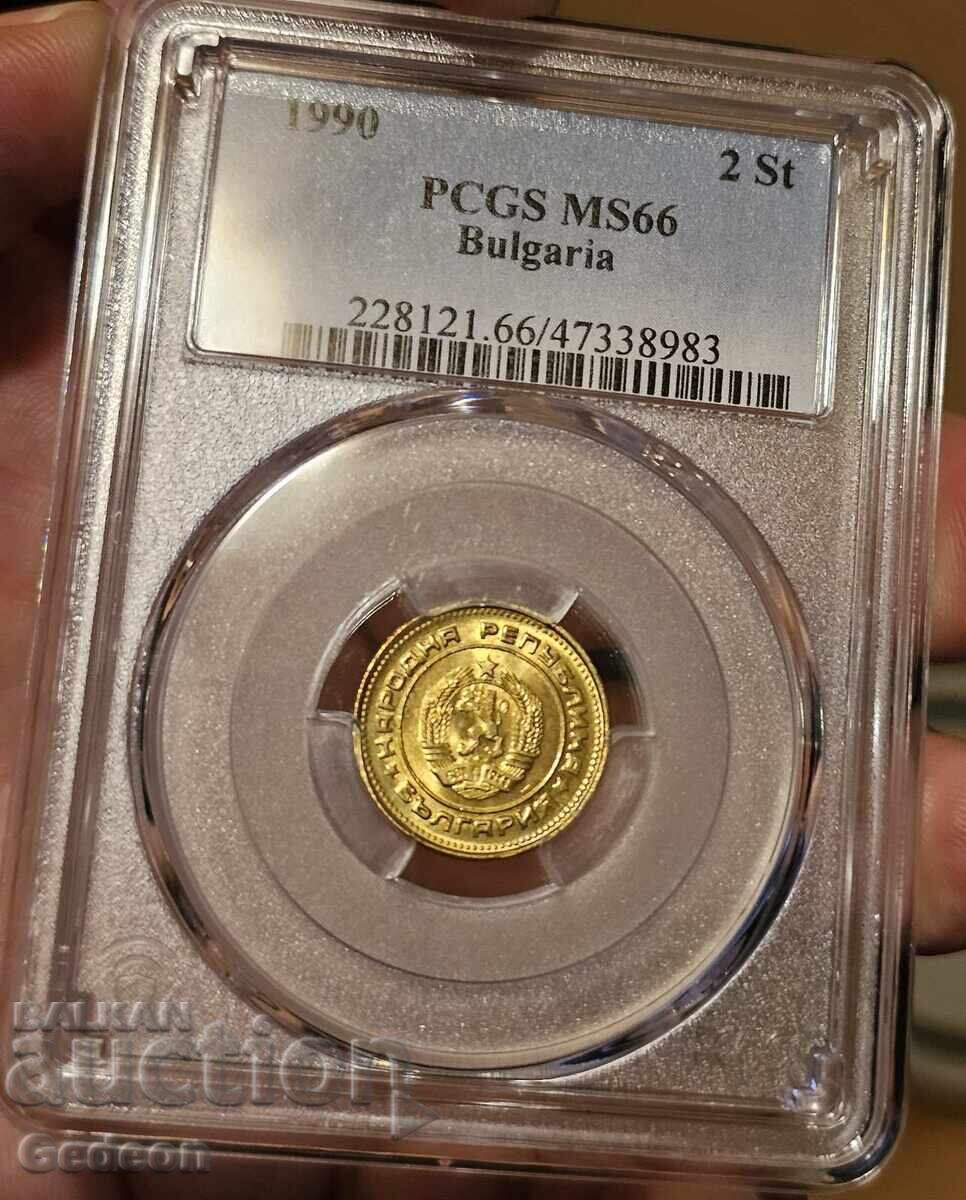 1990
2 St
PCGS MS66
Bulgaria
228121.66/47338983
НАРОДНА РЕПУБЛИКА
БЪЛГАРИЯ
BALKAN
auction
Gedeon